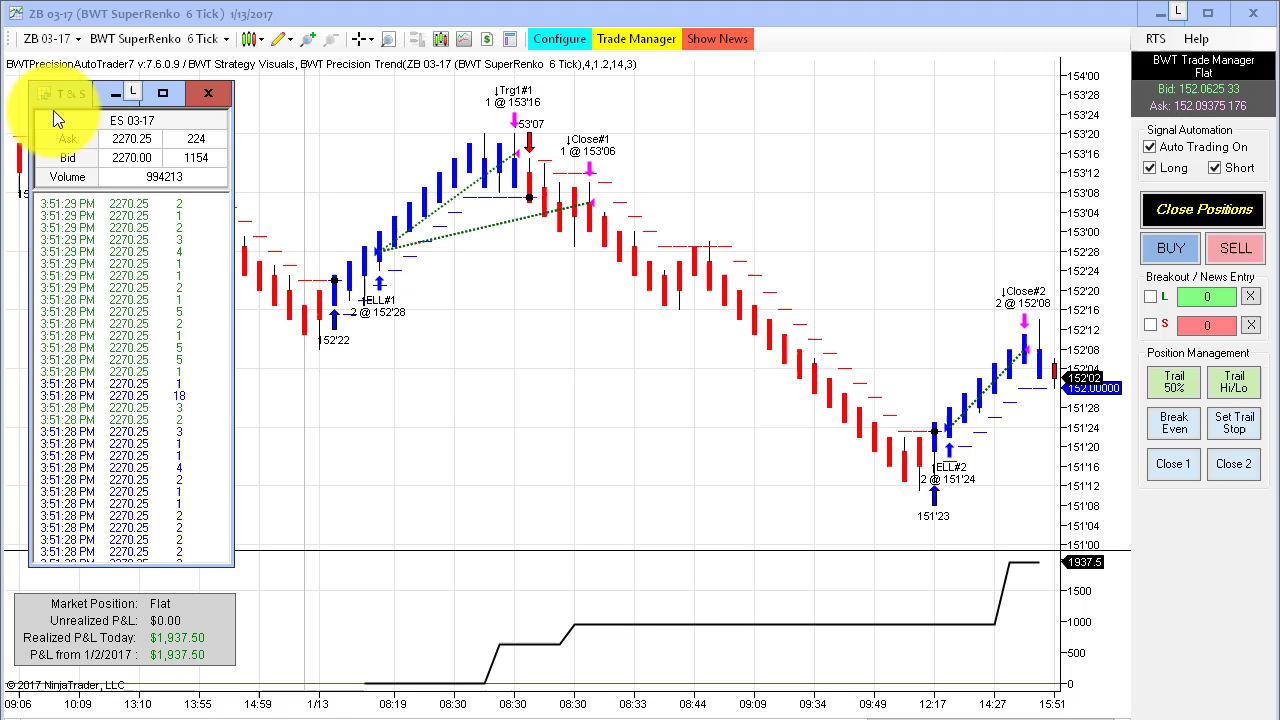 ZB 03-17 (BWT SuperRenko  6 Tick)  1/13/2017
L
ZB 03-17  BWT SuperRenko  6 Tick
$
Configure  Trade Manager  Show News
RTS  Help
BWTPrecisionAutoTrader7 v:7.6.0.9 / BWT Strategy Visuals, BWT Precision Trend(ZB 03-17 (BWT SuperRenko  6 Tick),4,1.2,14,3)
T & S  L
ES 03-17
Ask  2270.25  224
Bid  2270.00  1154
Volume  994213
3:51:29 PM  2270.25  2
3:51:29 PM  2270.25
3:51:29 PM  2270.25
3:51:29 PM  2270.25
3:51:29 PM  2270.25  4
3:51:29 PM  2270.25  1
3:51:29 PM  2270.25  1
3:51:29 PM  2270.25
3:51:29 PM  2270.25  1
3:51:28 PM  2270.25  5
3:51:28 PM  2270.25  1
3:51:28 PM  2270.25
3:51:28 PM  2270.25
3:51:28 PM  2270.25  5
3:51:28 PM  2270.25  1
3:51:28 PM  2270.25  1
3:51:28 PM  2270.25  18
3:51:28 PM  2270.25
3:51:28 PM  2270.25  2
3:51:28 PM  2270.25  3
3:51:28 PM  2270.25  1
3:51:28 PM  2270.25  1
3:51:28 PM  2270.25  4
3:51:28 PM  2270.25  2
3:51:28 PM  2270.25  1
3:51:28 PM  2270.25  1
3:51:28 PM  2270.25  2
3:51:28 PM  2270.25  2
3:51:28 PM  2270.25  2
3:51:28 PM  2270.25  2
↓Trg1#1
1 @ 153'16
53'07
↓Close#1
1 @ 153'06
↑ELL#1
2 @ 152'28
152'22
↓Close#2
2 @ 152'08
↑ELL#2
2 @ 151'24
151'23
154'00
153'20
153'16
153'12
153'08
153'04
153'00
152'28
152'24
152'20
152'16
152'12
152'08
152'04
152'02
152.00000
151'28
151'24
151'20
151'16
151'12
151'08
151'04
151'00
1937.5
1500
1000
500
0
Market Position:  Flat
Unrealized P&L:  $0.00
Realized P&L Today:  $1,937.50
P&L from 1/2/2017 :  $1,937.50
© 2017 NinjaTrader, LLC
09:06  10:09  13:10  14:59  1/13  08:19  08:30  08:30  08:30  08:44  09:09  09:34  12:17  14:27  15:51
BWT Trade Manager
Flat
Bid: 152.0625 33
Ask: 152.09375 176
Signal Automation
Auto Trading On
Long  Short
Close Positions
BUY  SELL
Breakout / News Entry
L  0  X
S  0  X
Position Management
Trail
50%
Trail
Hi/Lo
Break
Even
Set Trail
Stop
Close 1  Close 2